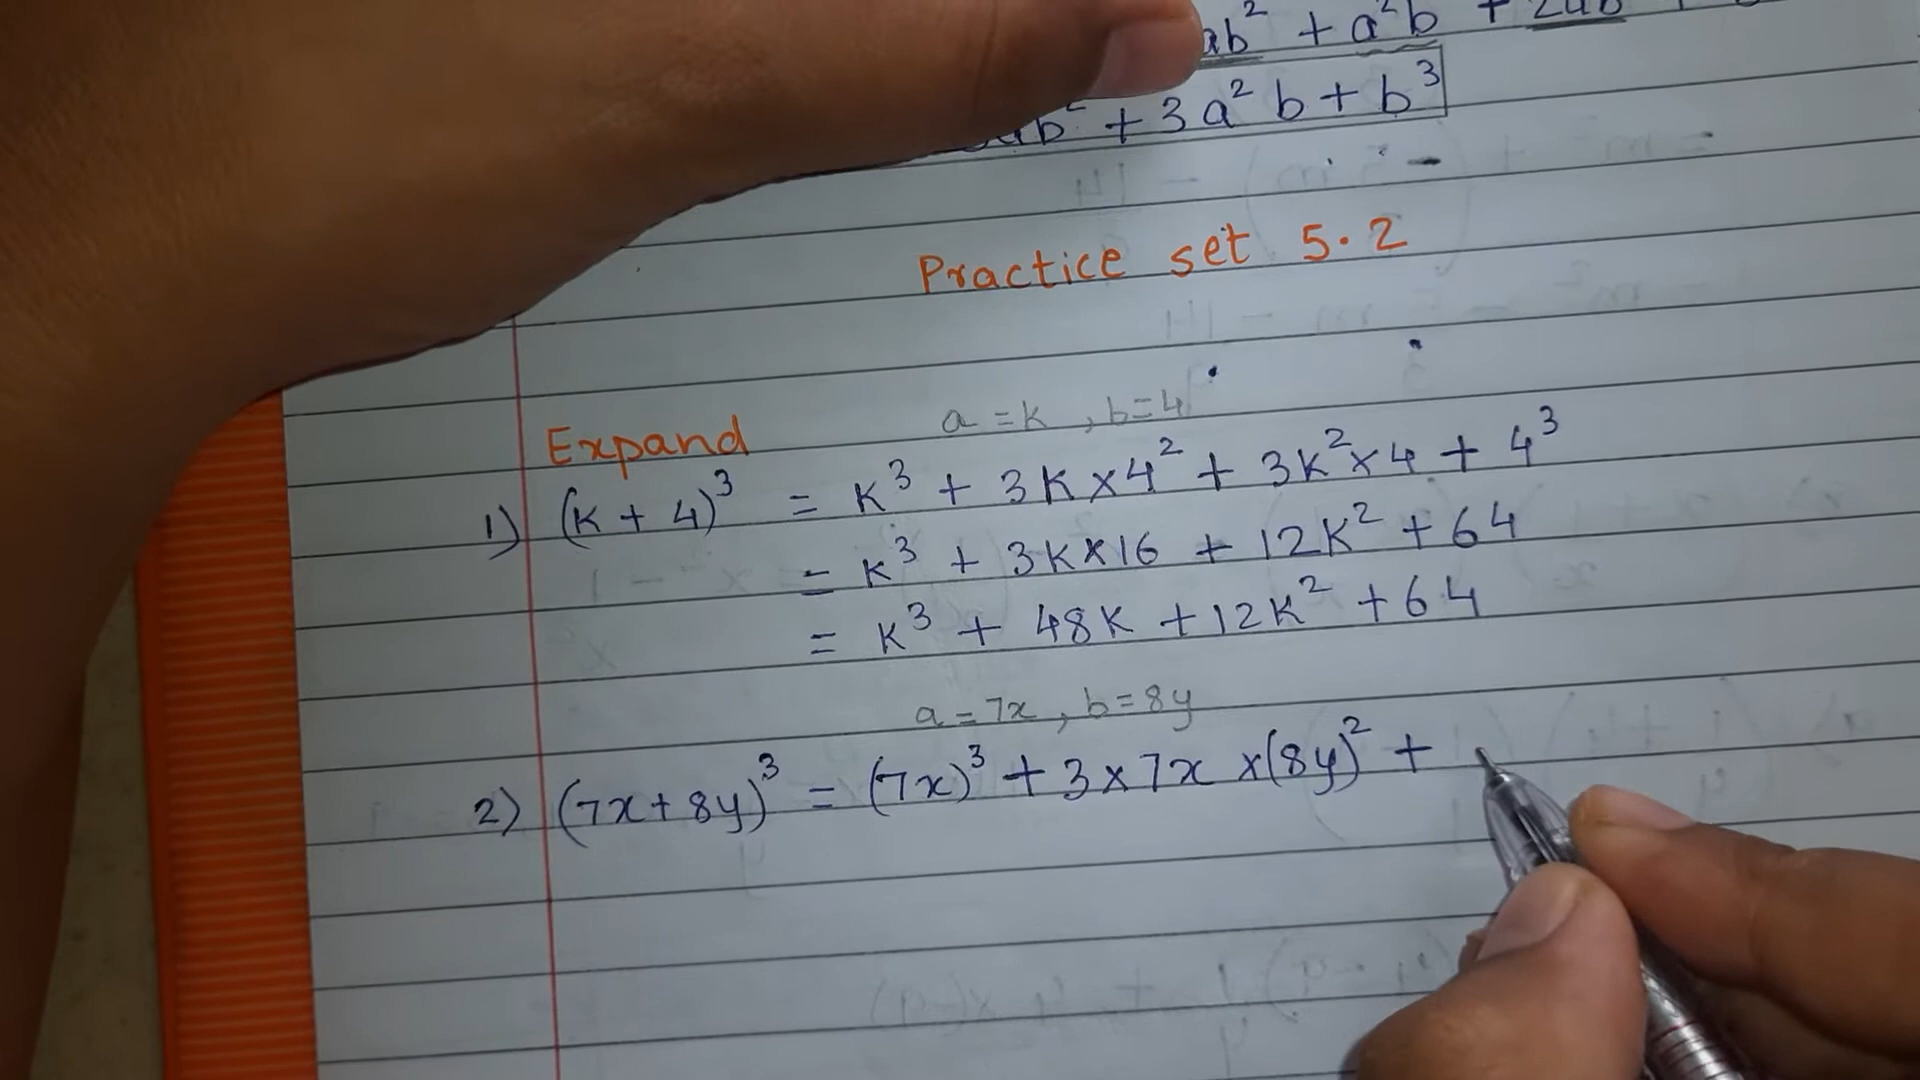 ab² + a²b + 2ab
+ 3a²b + b³
Practice set 5.2
Expand
a = k, b = 4
1) (k + 4)³ = k³ + 3k × 4² + 3k² × 4 + 4³
= k³ + 3k × 16 + 12k² + 64
= k³ + 48k + 12k² + 64
a = 7x, b = 8y
2) (7x + 8y)³ = (7x)³ + 3 × 7x × (8y)² +